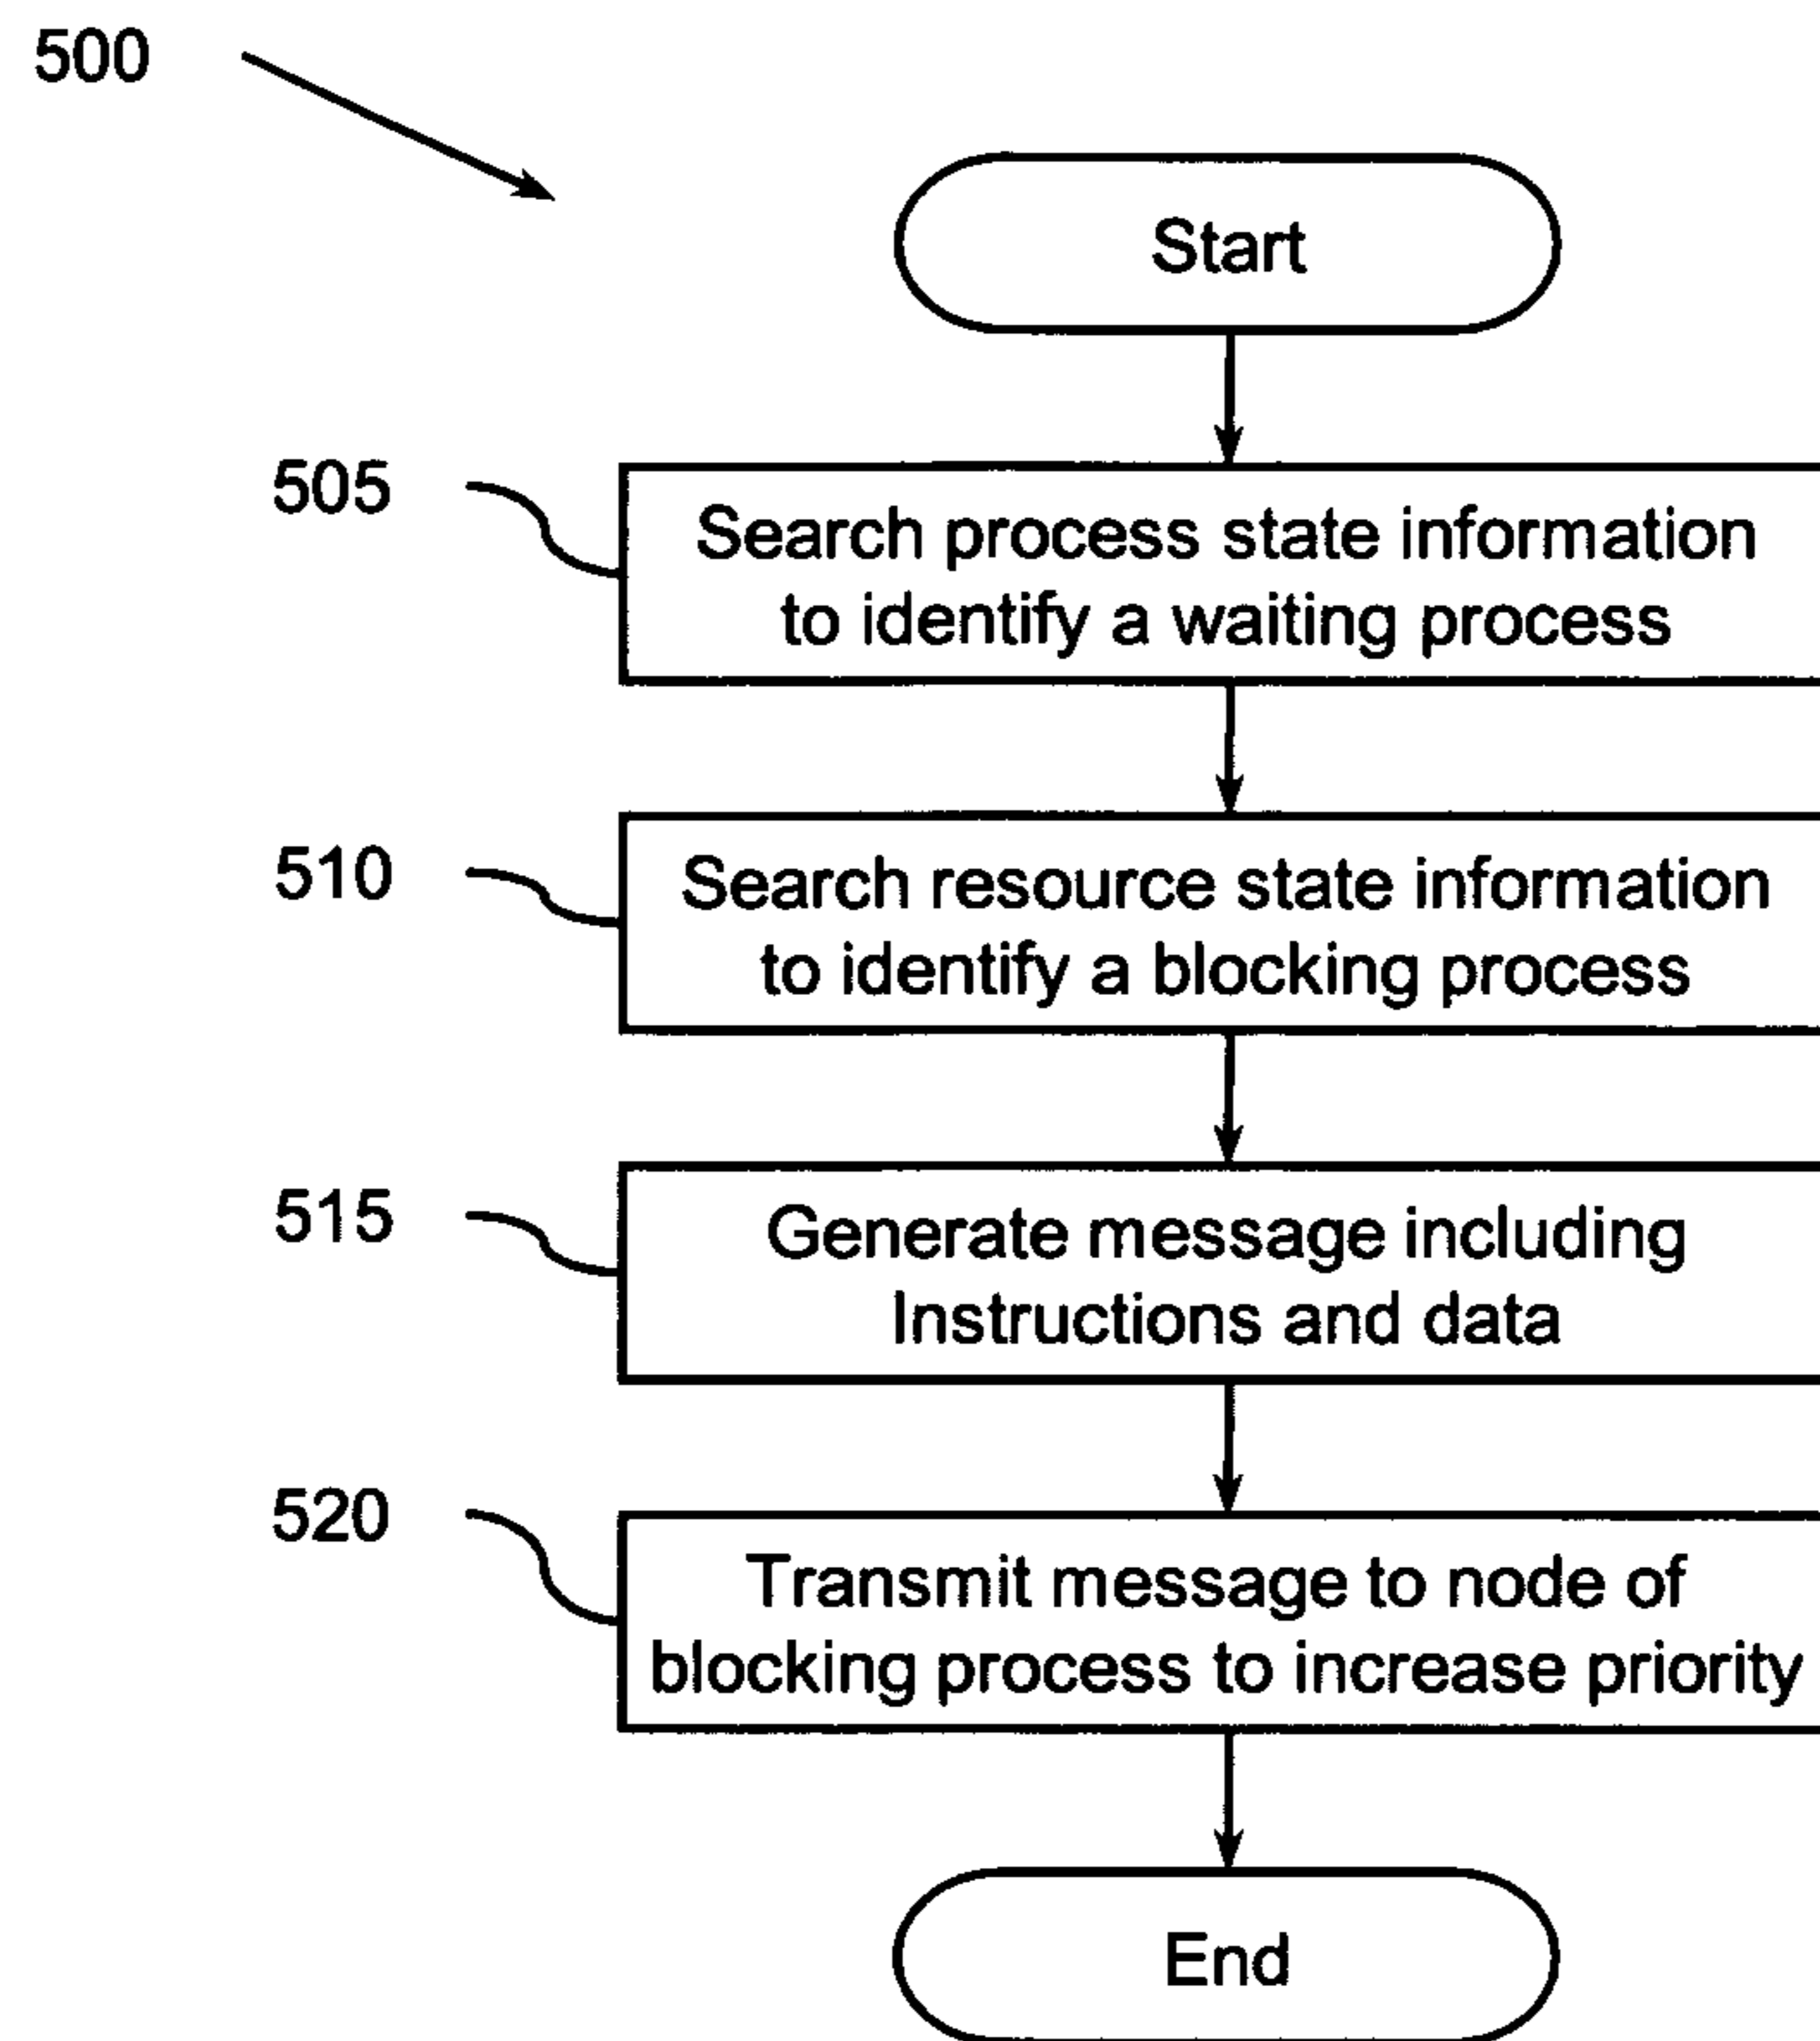 500
Start
505
Search process state information
to identify a waiting process
510
Search resource state information
to identify a blocking process
515
Generate message including
Instructions and data
520
Transmit message to node of
blocking process to increase priority
End